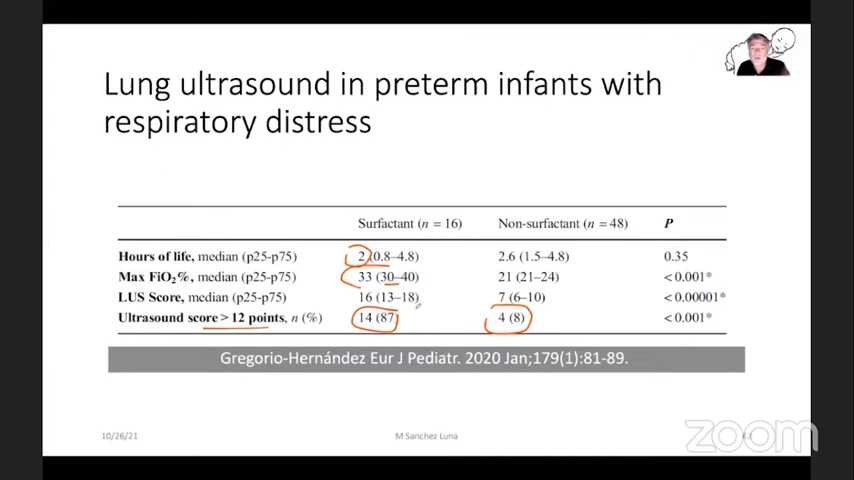 Lung ultrasound in preterm infants with
respiratory distress
Surfactant (n = 16) Non-surfactant (n = 48) P
Hours of life, median (p25-p75) 2 (0.8–4.8) 2.6 (1.5–4.8) 0.35
Max FiO2%, median (p25-p75) 33 (30–40) 21 (21–24) <0.001*
LUS Score, median (p25-p75) 16 (13–18) 7 (6–10) <0.00001*
Ultrasound score > 12 points, n (%) 14 (87) 4 (8) <0.001*
Gregorio-Hernández Eur J Pediatr. 2020 Jan;179(1):81-89.
10/26/21 M Sanchez Luna
zoom